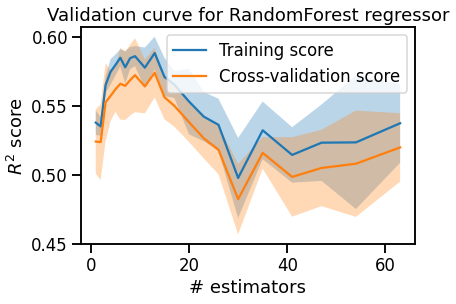 Validation curve for RandomForest regressor
0.60
0.55
0.50
0.45
R² score
Training score
Cross-validation score
0
20
40
60
# estimators